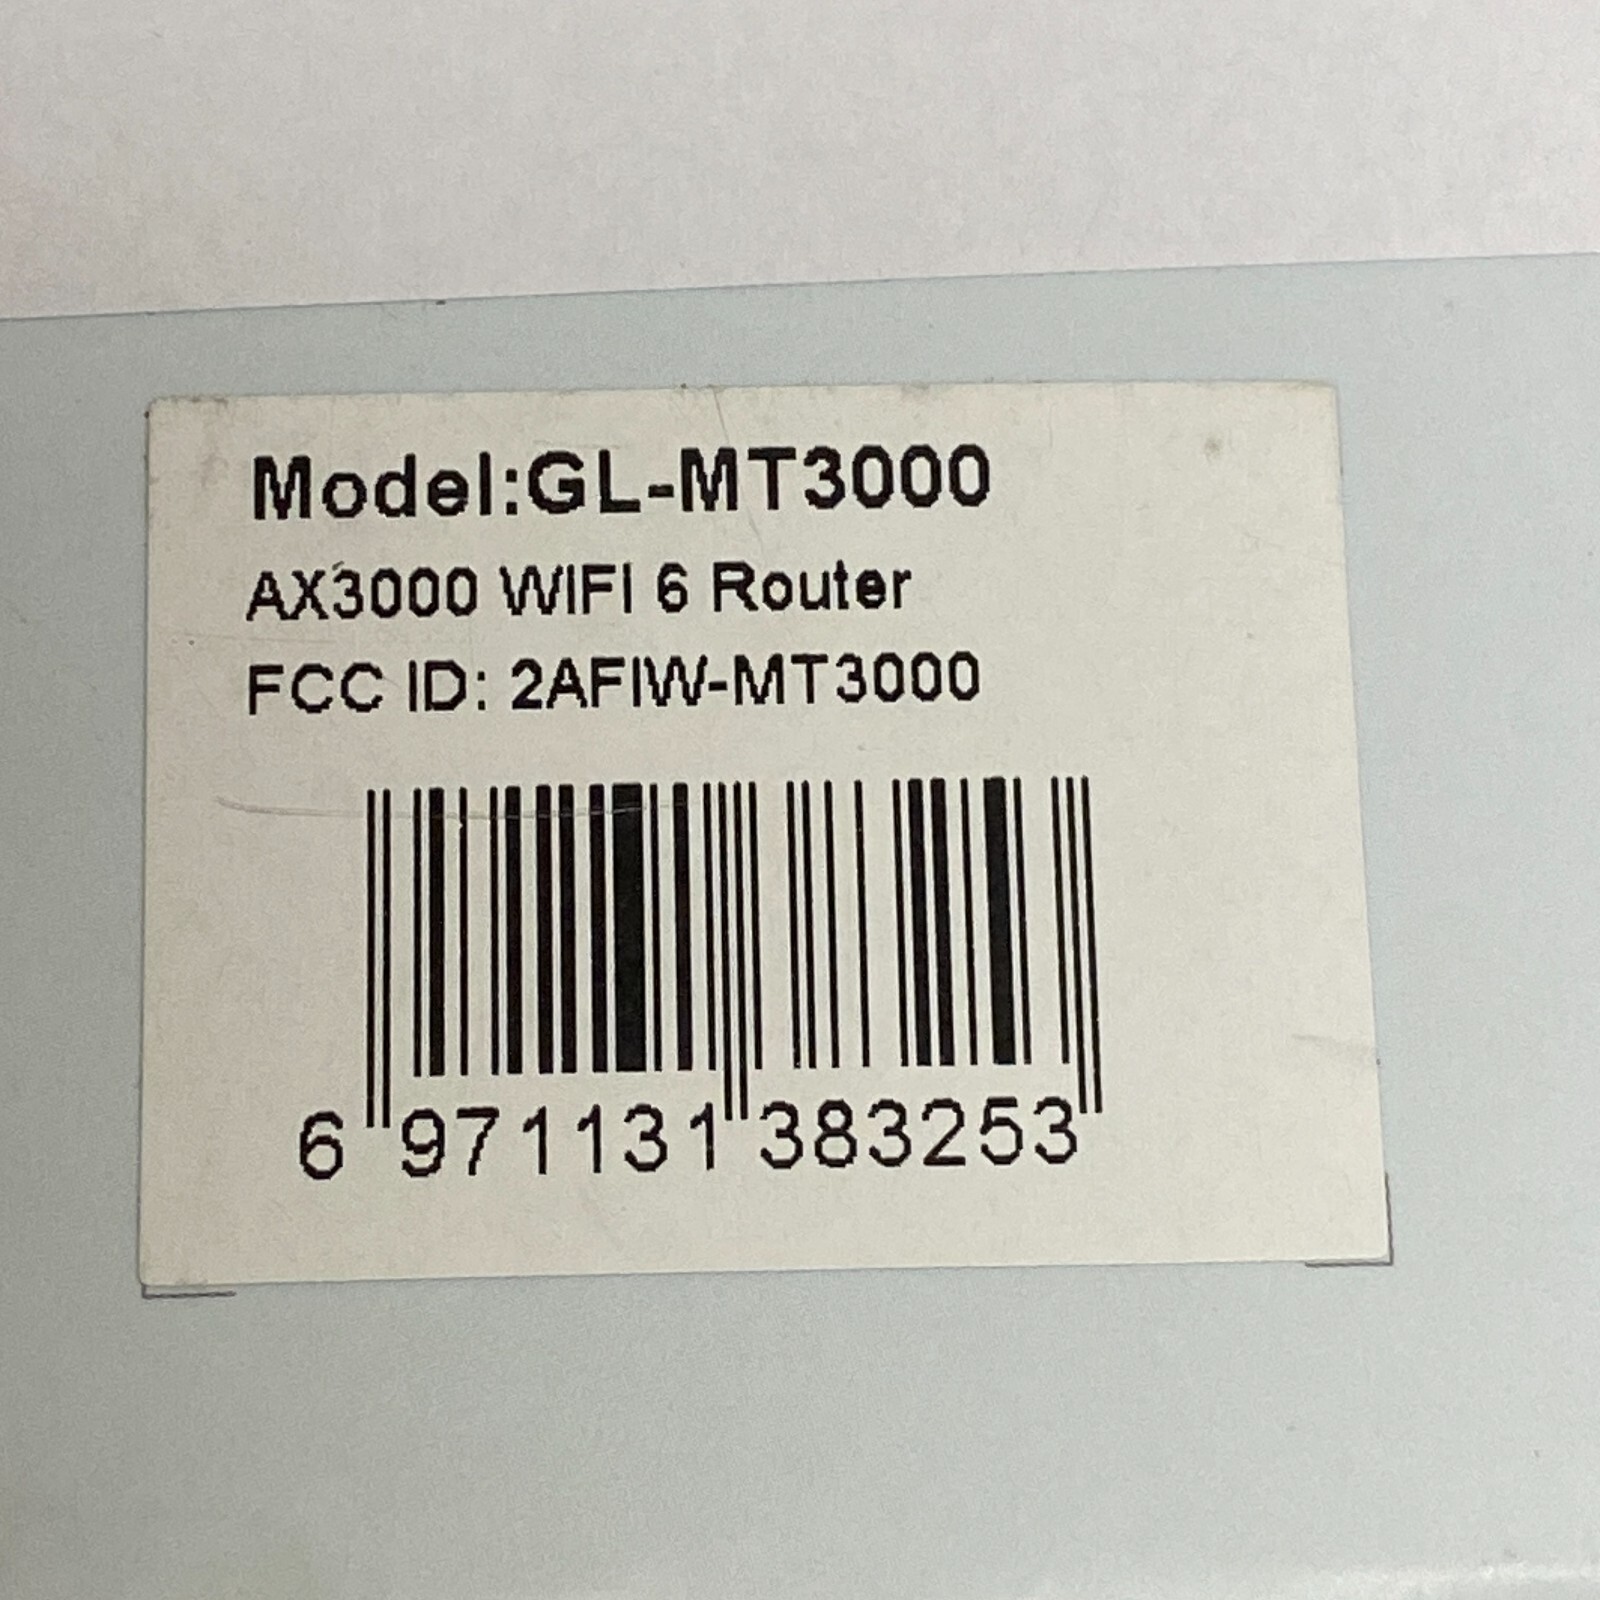 Model:GL-MT3000
AX3000 WIFI 6 Router
FCC ID: 2AFIW-MT3000
6 971131 383253